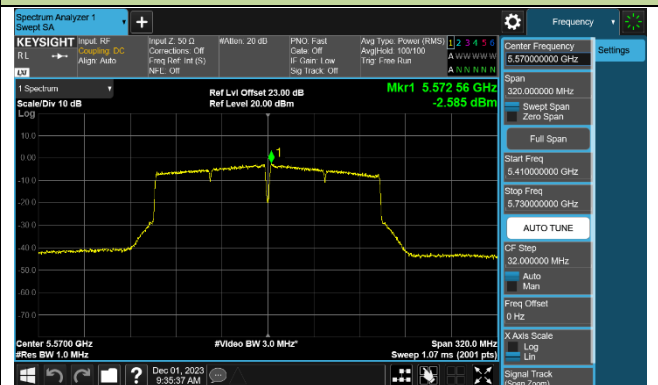 Spectrum Analyzer 1
Swept SA
+
Frequency
KEYSIGHT
RL
LXI
Input: RF
Coupling: DC
Align: Auto
Input Z: 50 Ω
Corrections: Off
Freq Ref: Int (S)
NFE: Off
#Atten: 20 dB
PNO: Fast
Gate: Off
IF Gain: Low
Sig Track: Off
Avg Type: Power (RMS)
Avg|Hold: 100/100
Trig: Free Run
1 2 3 4 5 6
A W W W W W
A N N N N N
1 Spectrum
Scale/Div 10 dB
Log
Ref Lvl Offset 23.00 dB
Ref Level 20.00 dBm
Mkr1 5.572 56 GHz
-2.585 dBm
1
10.0
0.00
-10.0
-20.0
-30.0
-40.0
-50.0
-60.0
-70.0
Center 5.5700 GHz
#Res BW 1.0 MHz
#Video BW 3.0 MHz*
Span 320.0 MHz
Sweep 1.07 ms (2001 pts)
Dec 01, 2023
9:35:37 AM
?
Center Frequency
5.570000000 GHz
Span
320.000000 MHz
Swept Span
Zero Span
Full Span
Start Freq
5.410000000 GHz
Stop Freq
5.730000000 GHz
AUTO TUNE
CF Step
32.000000 MHz
Auto
Man
Freq Offset
0 Hz
X Axis Scale
Log
Lin
Signal Track
(Span Zoom)
Settings